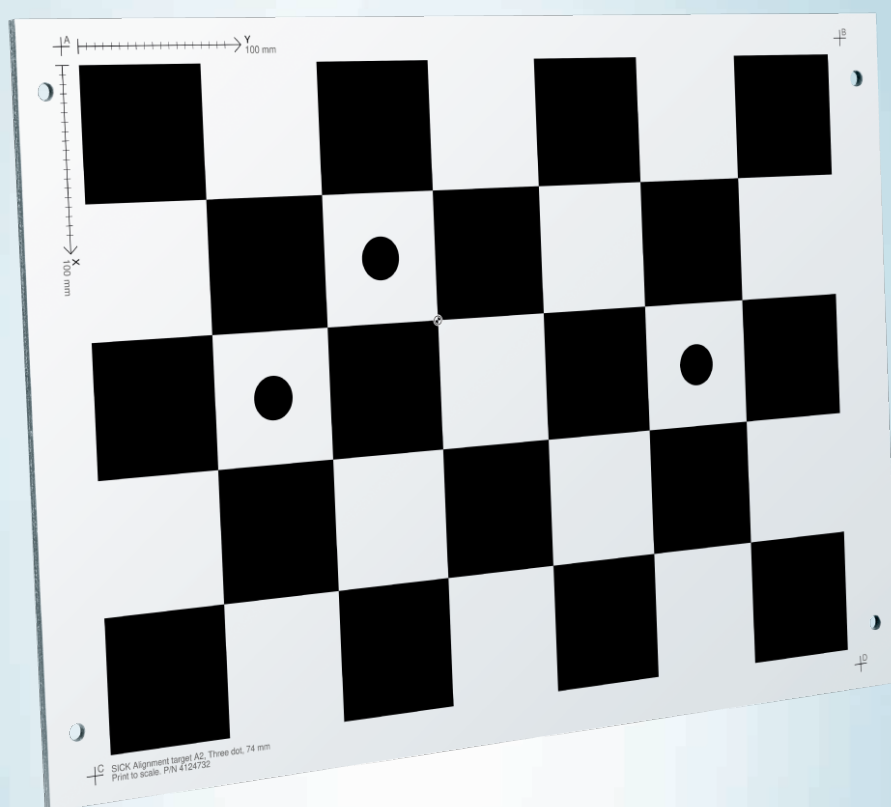 A
Y
100 mm
B
X
100 mm
D
C
SICK Alignment target A2, Three dot, 74 mm
Print to scale. P/N 4124732